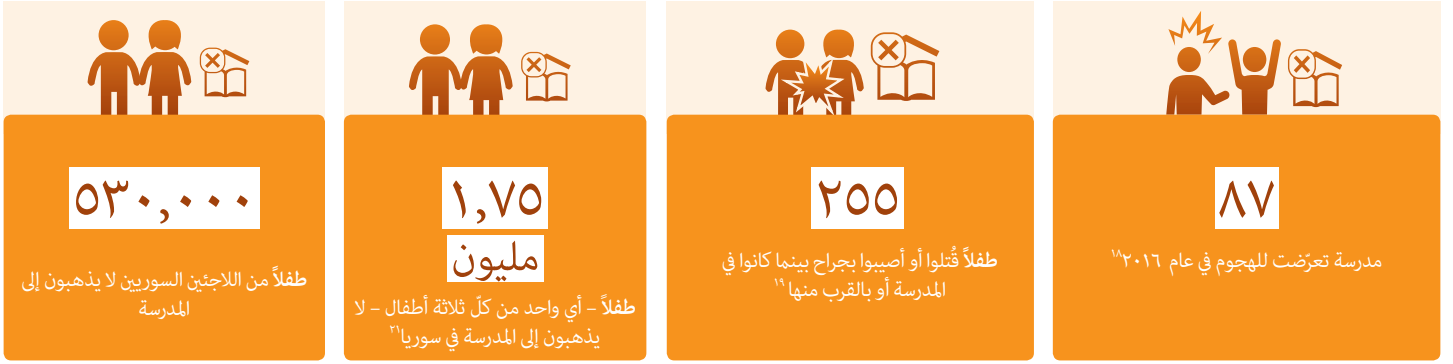 ٨٧
مدرسة تعرّضت للهجوم في عام ٢٠١٦١٨
٢٥٥
طفلاً قُتلوا أو أصيبوا بجراح بينما كانوا في
المدرسة أو بالقرب منها ١٩
١,٧٥
مليون
طفلاً – أي واحد من كلّ ثلاثة أطفال – لا
يذهبون إلى المدرسة في سوريا٢١
٥٣٠,٠٠٠
طفلاً من اللاجئين السوريين لا يذهبون إلى
المدرسة